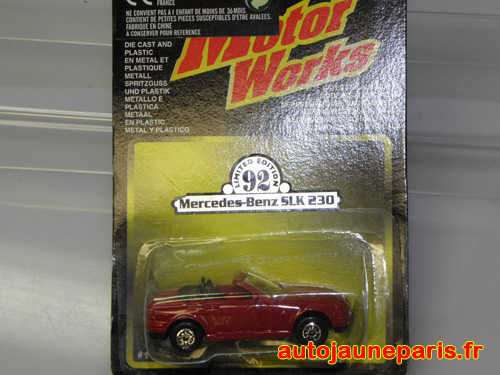 FRANCE
NE CONVIENT PAS A L ENFANT DE MOINS DE 36 MOIS
CONTIENT DE PETITES PIECES SUSCEPTIBLES D'ETRE AVALEES.
FABRIQUE EN CHINE
A CONSERVER POUR REFERENCE
DIE CAST AND
PLASTIC
EN METAL ET
PLASTIQUE
METALL
SPRITZGUSS
UND PLASTIK
METALLO E
PLASTICA
METAAL
EN PLASTIC
METAL Y PLASTICO
Motor
Works
LIMITED EDITION
92
Mercedes-Benz SLK 230
autojauneparis.fr